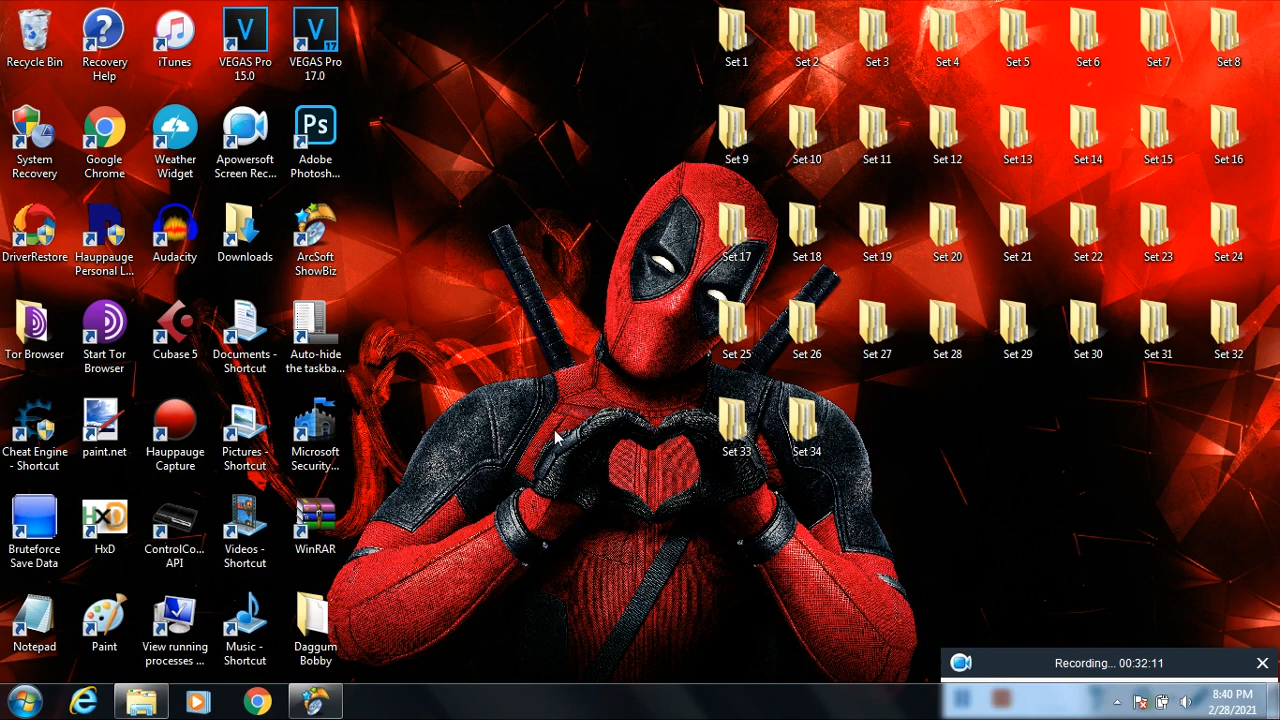 Recycle Bin
Recovery
Help
iTunes
VEGAS Pro
15.0
VEGAS Pro
17.0
17
Set 1
Set 2
Set 3
Set 4
Set 5
Set 6
Set 7
Set 8
System
Recovery
Google
Chrome
Weather
Widget
Apowersoft
Screen Rec...
Ps
Adobe
Photosh...
Set 9
Set 10
Set 11
Set 12
Set 13
Set 14
Set 15
Set 16
DriverRestore
Hauppauge
Personal L...
Audacity
Downloads
ArcSoft
ShowBiz
Set 17
Set 18
Set 19
Set 20
Set 21
Set 22
Set 23
Set 24
Tor Browser
Start Tor
Browser
Cubase 5
Documents -
Shortcut
Auto-hide
the taskba...
Set 25
Set 26
Set 27
Set 28
Set 29
Set 30
Set 31
Set 32
Cheat Engine
- Shortcut
paint.net
Hauppauge
Capture
Pictures -
Shortcut
Microsoft
Security...
Set 33
Set 34
Bruteforce
Save Data
HXD
HxD
ControlCo...
API
Videos -
Shortcut
WinRAR
Notepad
Paint
View running
processes ...
Music -
Shortcut
Daggum
Bobby
Recording... 00:32:11
8:40 PM
2/28/2021